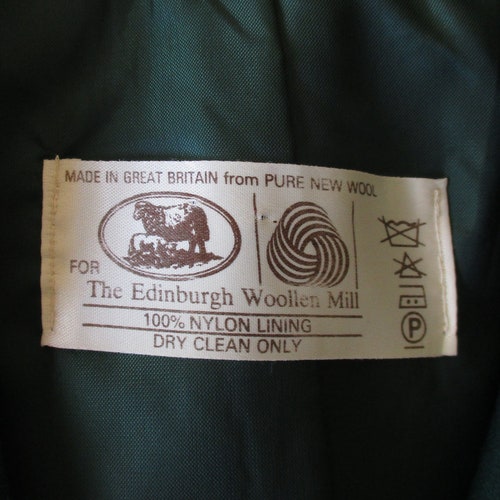 MADE IN GREAT BRITAIN from PURE NEW WOOL
FOR
The Edinburgh Woollen Mill
100% NYLON LINING
DRY CLEAN ONLY
P